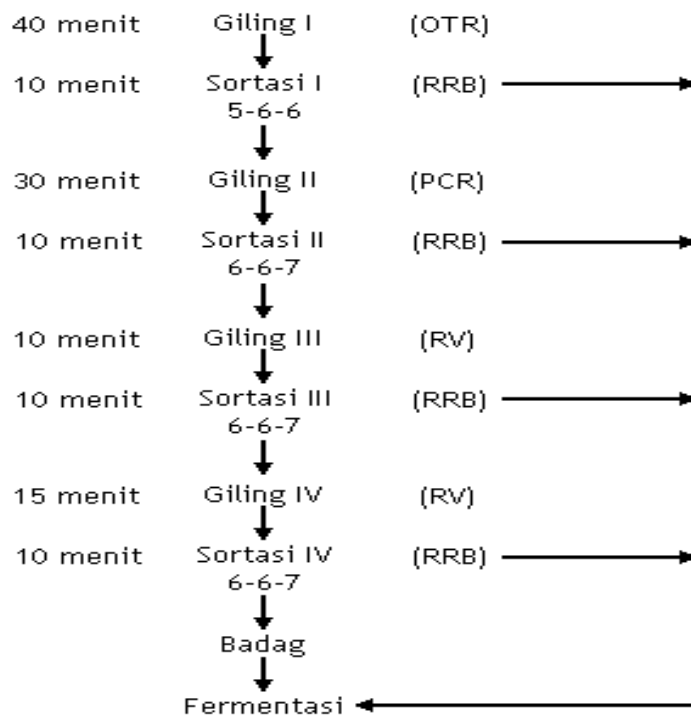 40 menit Giling I (OTR)
10 menit Sortasi I (RRB)
5-6-6
30 menit Giling II (PCR)
10 menit Sortasi II (RRB)
6-6-7
10 menit Giling III (RV)
10 menit Sortasi III (RRB)
6-6-7
15 menit Giling IV (RV)
10 menit Sortasi IV (RRB)
6-6-7
Badag
Fermentasi